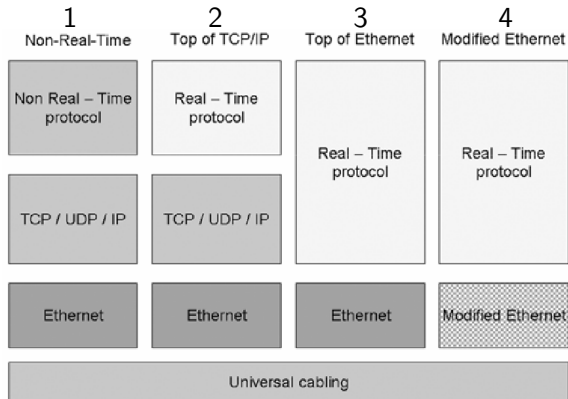 1 2 3 4
Non-Real-Time Top of TCP/IP Top of Ethernet Modified Ethernet
Non Real – Time
protocol
Real – Time
protocol
Real – Time
protocol
Real – Time
protocol
TCP / UDP / IP
TCP / UDP / IP
Ethernet
Ethernet
Ethernet
Modified Ethernet
Universal cabling